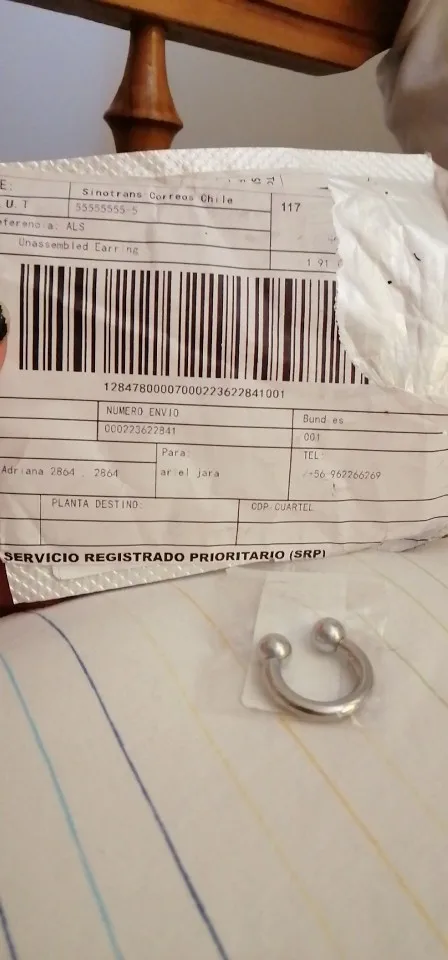 E:
Sinotrans Correos Chile
117
U.T
55555555-5
eferencia: ALS
Unassembled Earring
1.91
12847800007000223622841001
NUMERO ENVIO
Bundles
000223622841
001
Para:
TEL:
Adriana 2864 , 2864
ariel jara
/+56 962266269
PLANTA DESTINO:
CDP CUARTEL
SERVICIO REGISTRADO PRIORITARIO (SRP)